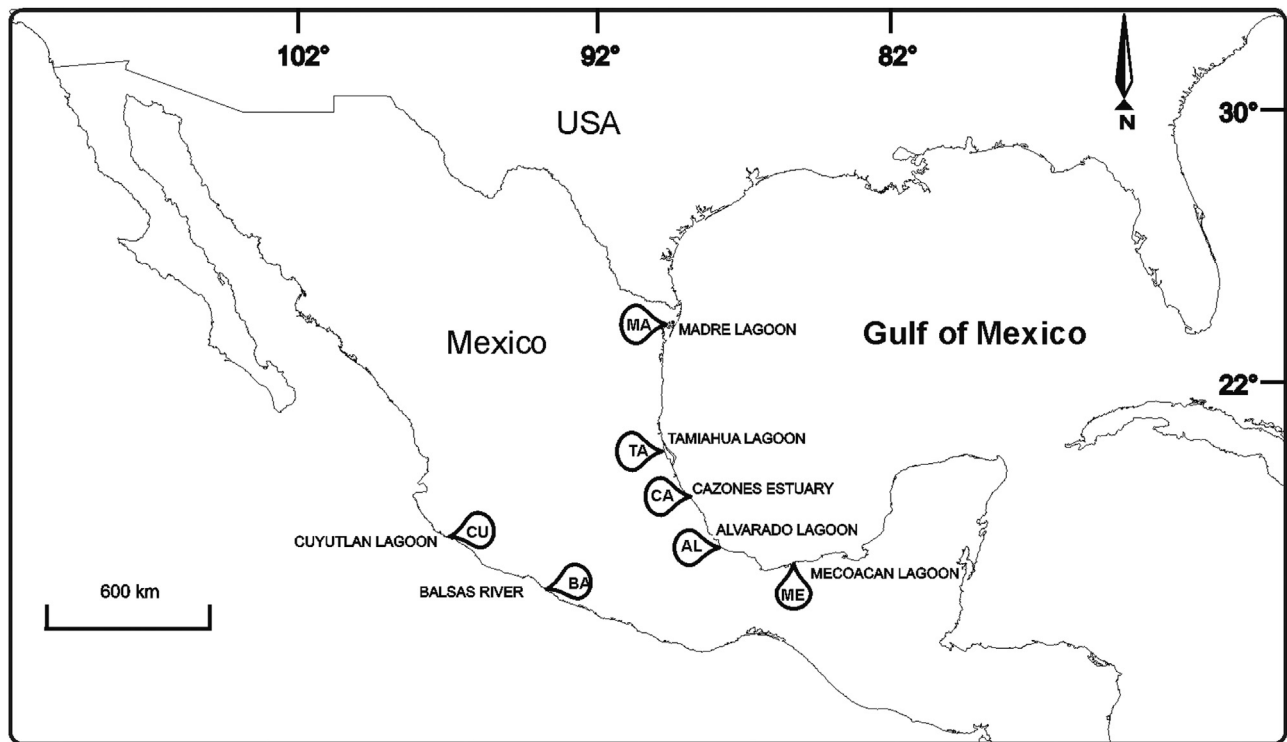 102°
92°
82°
N
30°
USA
MA
MADRE LAGOON
Mexico
Gulf of Mexico
22°
TA
TAMIAHUA LAGOON
CA
CAZONES ESTUARY
AL
ALVARADO LAGOON
CUYUTLAN LAGOON
CU
BALSAS RIVER
BA
ME
MECOACAN LAGOON
600 km